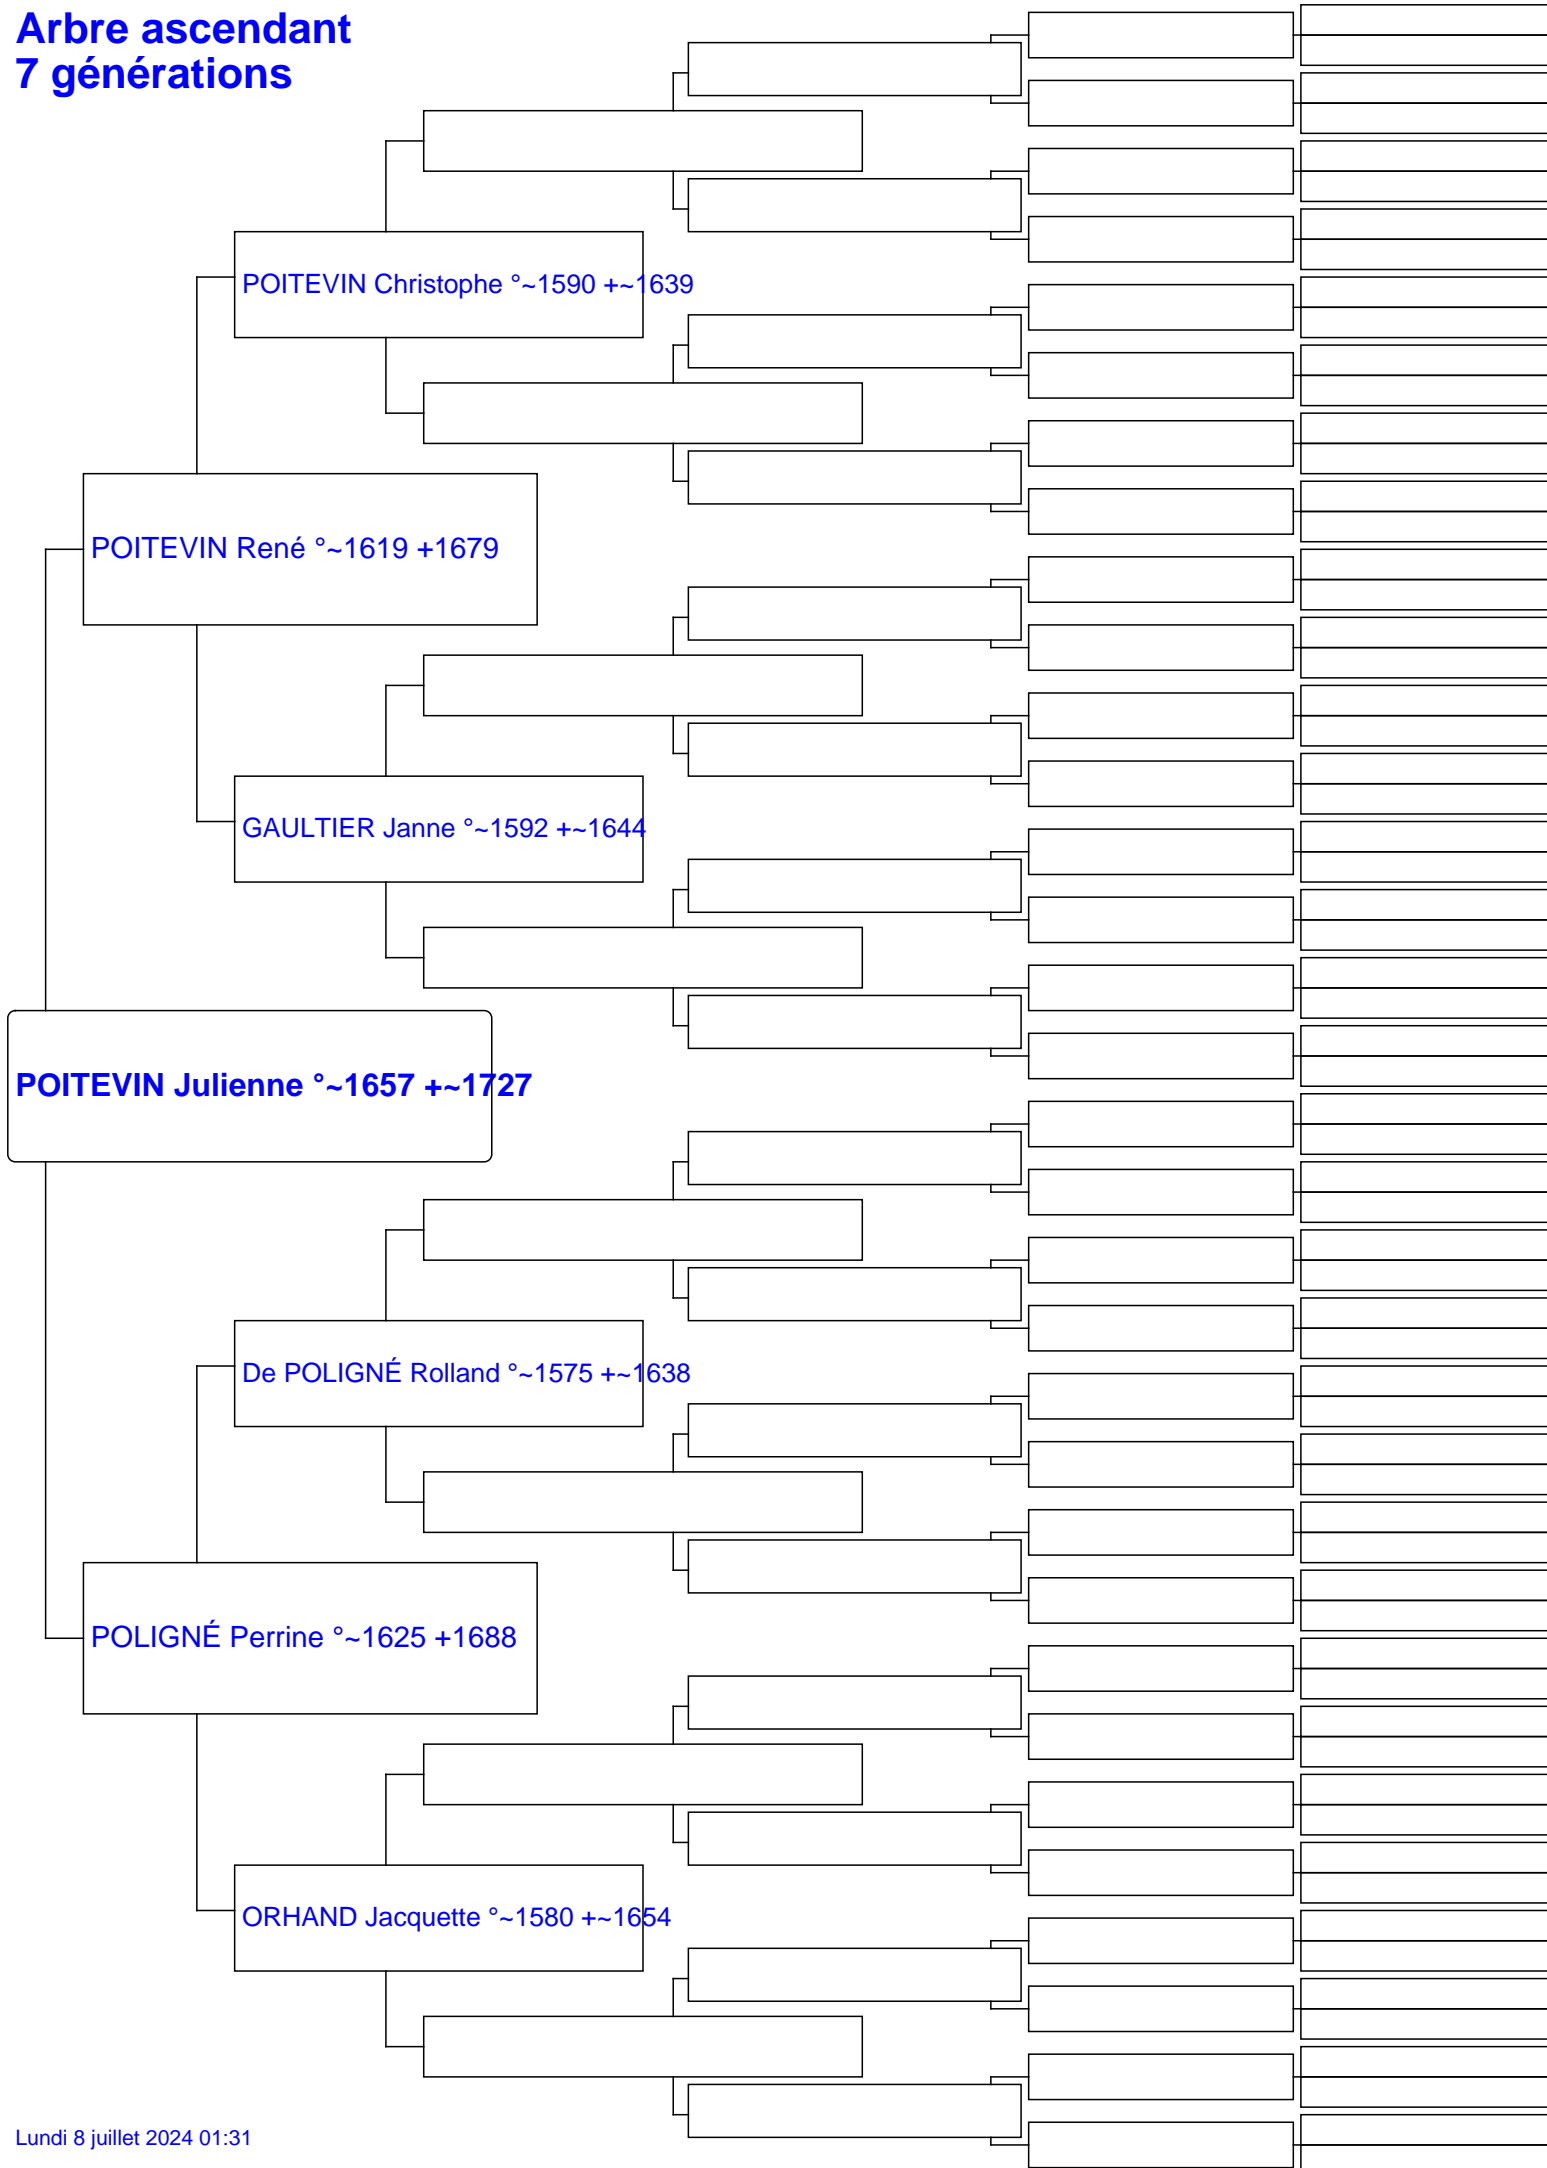 Arbre ascendant
7 générations
POITEVIN Christophe °~1590 +~1639
POITEVIN René °~1619 +1679
GAULTIER Janne °~1592 +~1644
POITEVIN Julienne °~1657 +~1727
De POLIGNÉ Rolland °~1575 +~1638
POLIGNÉ Perrine °~1625 +1688
ORHAND Jacquette °~1580 +~1654
Lundi 8 juillet 2024 01:31